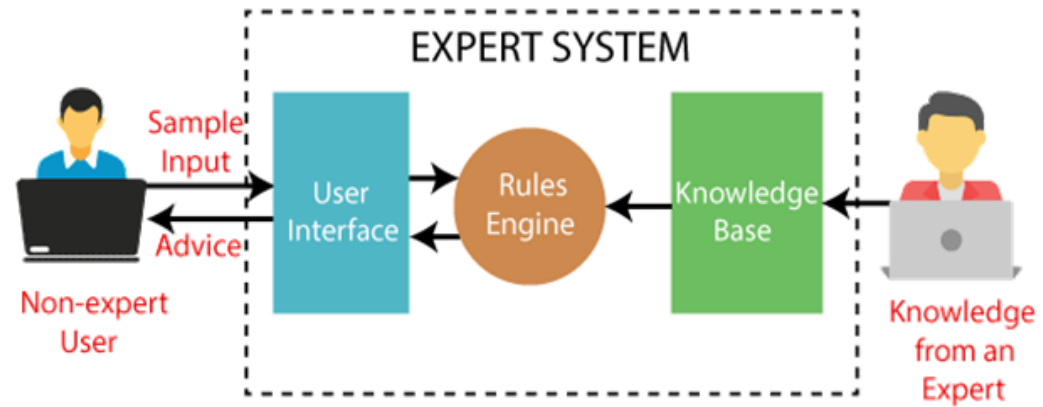 EXPERT SYSTEM
Sample
Input
Advice
Non-expert
User
User
Interface
Rules
Engine
Knowledge
Base
Knowledge
from an
Expert